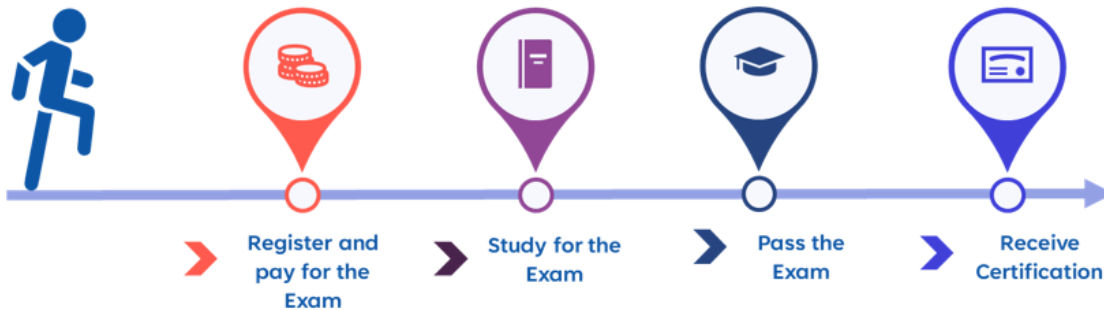 Register and
pay for the
Exam
Study for the
Exam
Pass the
Exam
Receive
Certification